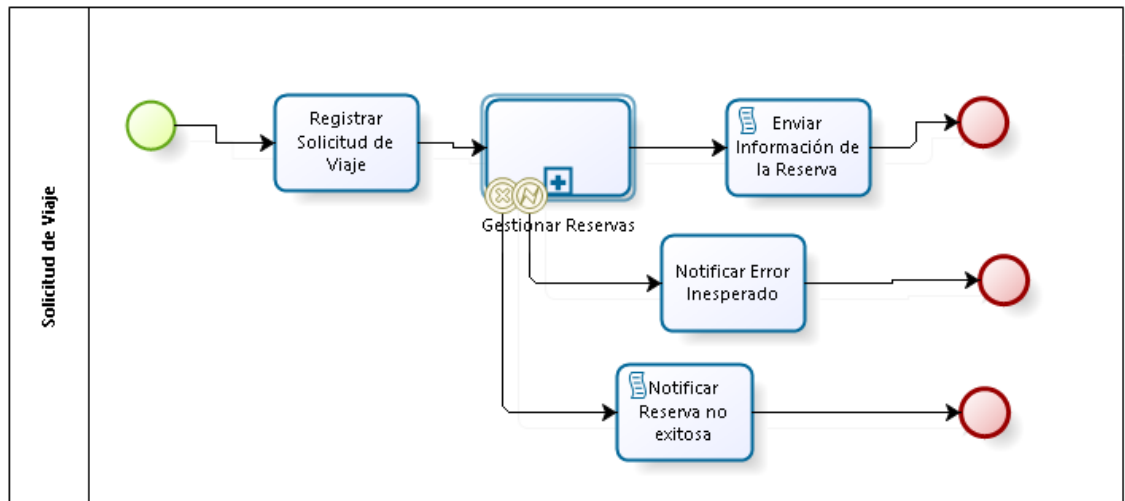 Solicitud de Viaje
Registrar
Solicitud de
Viaje
Gestionar Reservas
Enviar
Información de
la Reserva
Notificar Error
Inesperado
Notificar
Reserva no
exitosa